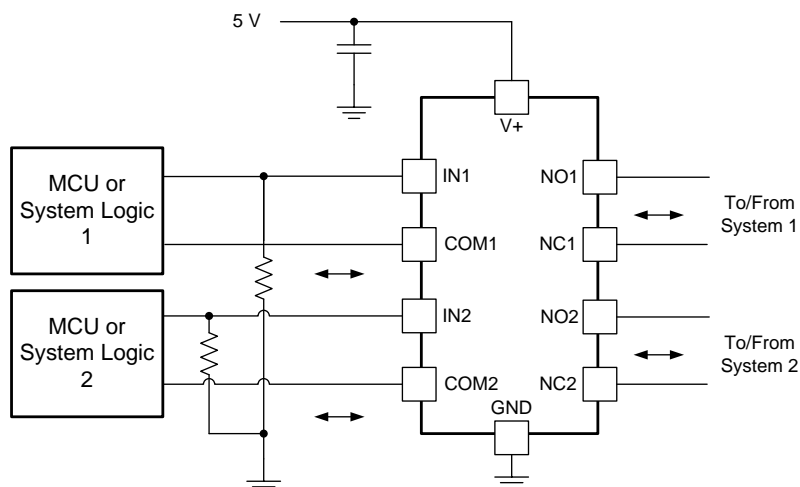 5 V
V+
MCU or
System Logic
1
IN1
NO1
To/From
System 1
COM1
NC1
MCU or
System Logic
2
IN2
NO2
To/From
System 2
COM2
NC2
GND